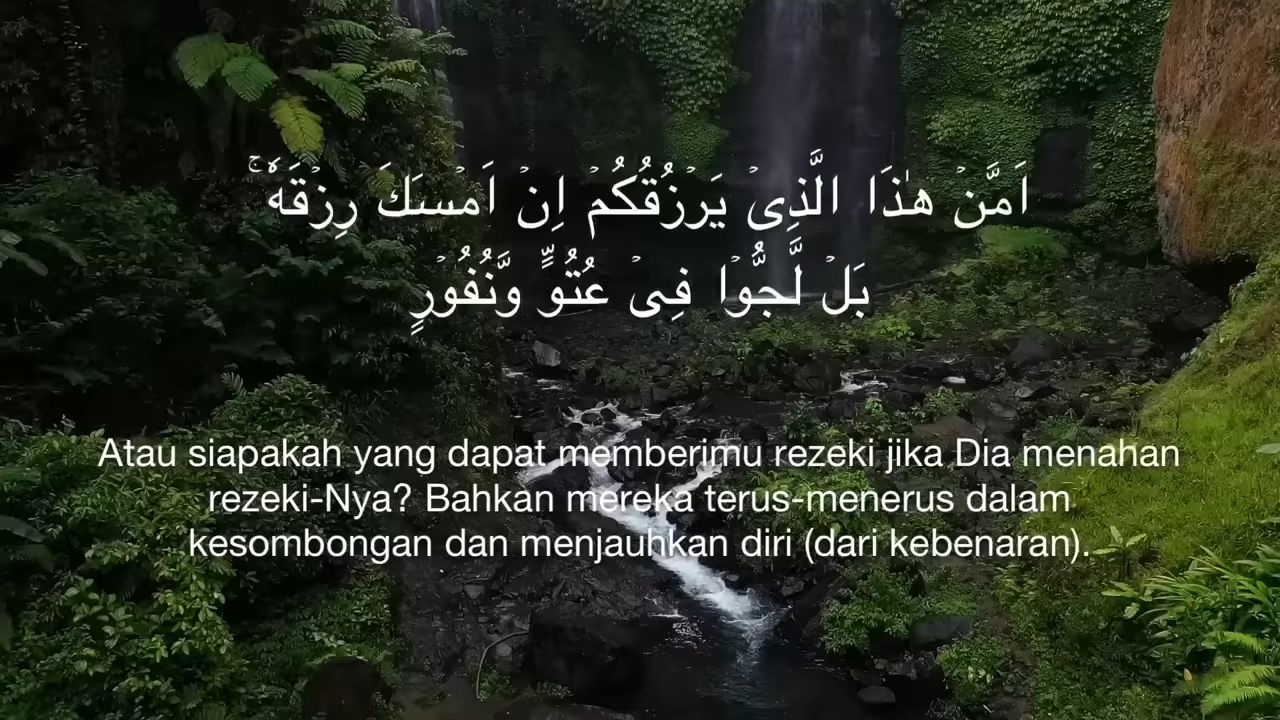 اَمَّنۡ هٰذَا الَّذِىۡ يَرۡزُقُكُمۡ اِنۡ اَمۡسَكَ رِزۡقَهٗ‌ ۚ
بَلۡ لَّجُّوۡا فِىۡ عُتُوٍّ وَّنُفُوۡرٍ
Atau siapakah yang dapat memberimu rezeki jika Dia menahan
rezeki-Nya? Bahkan mereka terus-menerus dalam
kesombongan dan menjauhkan diri (dari kebenaran).